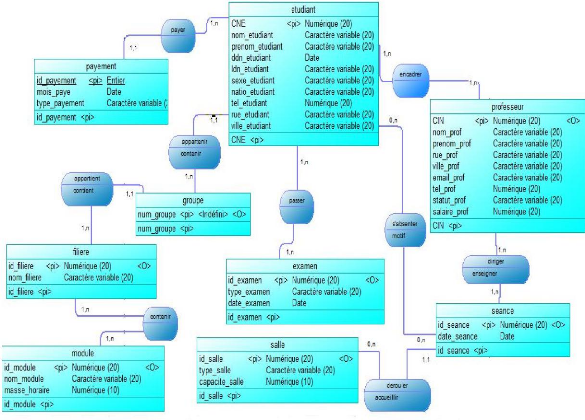 etudiant
CNE <pi> Numérique (20)
nom_etudiant Caractère variable (20)
prenom_etudiant Caractère variable (20)
ddn_etudiant Date
ldn_etudiant Caractère variable (20)
sexe_etudiant Caractère variable (20)
natio_etudiant Caractère variable (20)
tel_etudiant Numérique (20)
rue_etudiant Caractère variable (20)
ville_etudiant Caractère variable (20)
CNE <pi>
payer
1,n
1,1
payement
id_payement <pi> Entier
mois_paye Date
type_payement Caractère variable (
id_payement <pi>
1,n
encadrer
1,n
professeur
CIN <pi> Numérique (20) <O>
nom_prof Caractère variable (20)
prenom_prof Caractère variable (20)
rue_prof Caractère variable (20)
ville_prof Caractère variable (20)
email_prof Caractère variable (20)
tel_prof Numérique (20)
statut_prof Caractère variable (20)
salaire_prof Numérique (20)
CIN <pi>
1,1
appartenir
contenir
1,n
0,n
appartient
contient
1,1
1,n
groupe
num_groupe <pi> <Indéfini> <O>
num_groupe <pi>
1,n
passer
1,n
s'absenter
motif
1,n
diriger
enseigner
1,n
filiere
id_filiere <pi> Numérique (20) <O>
nom_filiere Caractère variable (20)
id_filiere <pi>
examen
id_examen <pi> Numérique (20) <O>
type_examen Caractère variable (20)
date_examen Date
id_examen <pi>
0,n
seance
id_seance <pi> Numérique (20) <O>
date_seance Date
id_seance <pi>
1,n
contenir
1,n
module
id_module <pi> Numérique (20) <O>
nom_module Caractère variable (20)
masse_horaire Numérique (10)
id_module <pi>
salle
id_salle <pi> Numérique (20) <O>
type_salle Caractère variable (20)
capacite_salle Numérique (10)
id_salle <pi>
0,n
1,1
derouler
accueillir